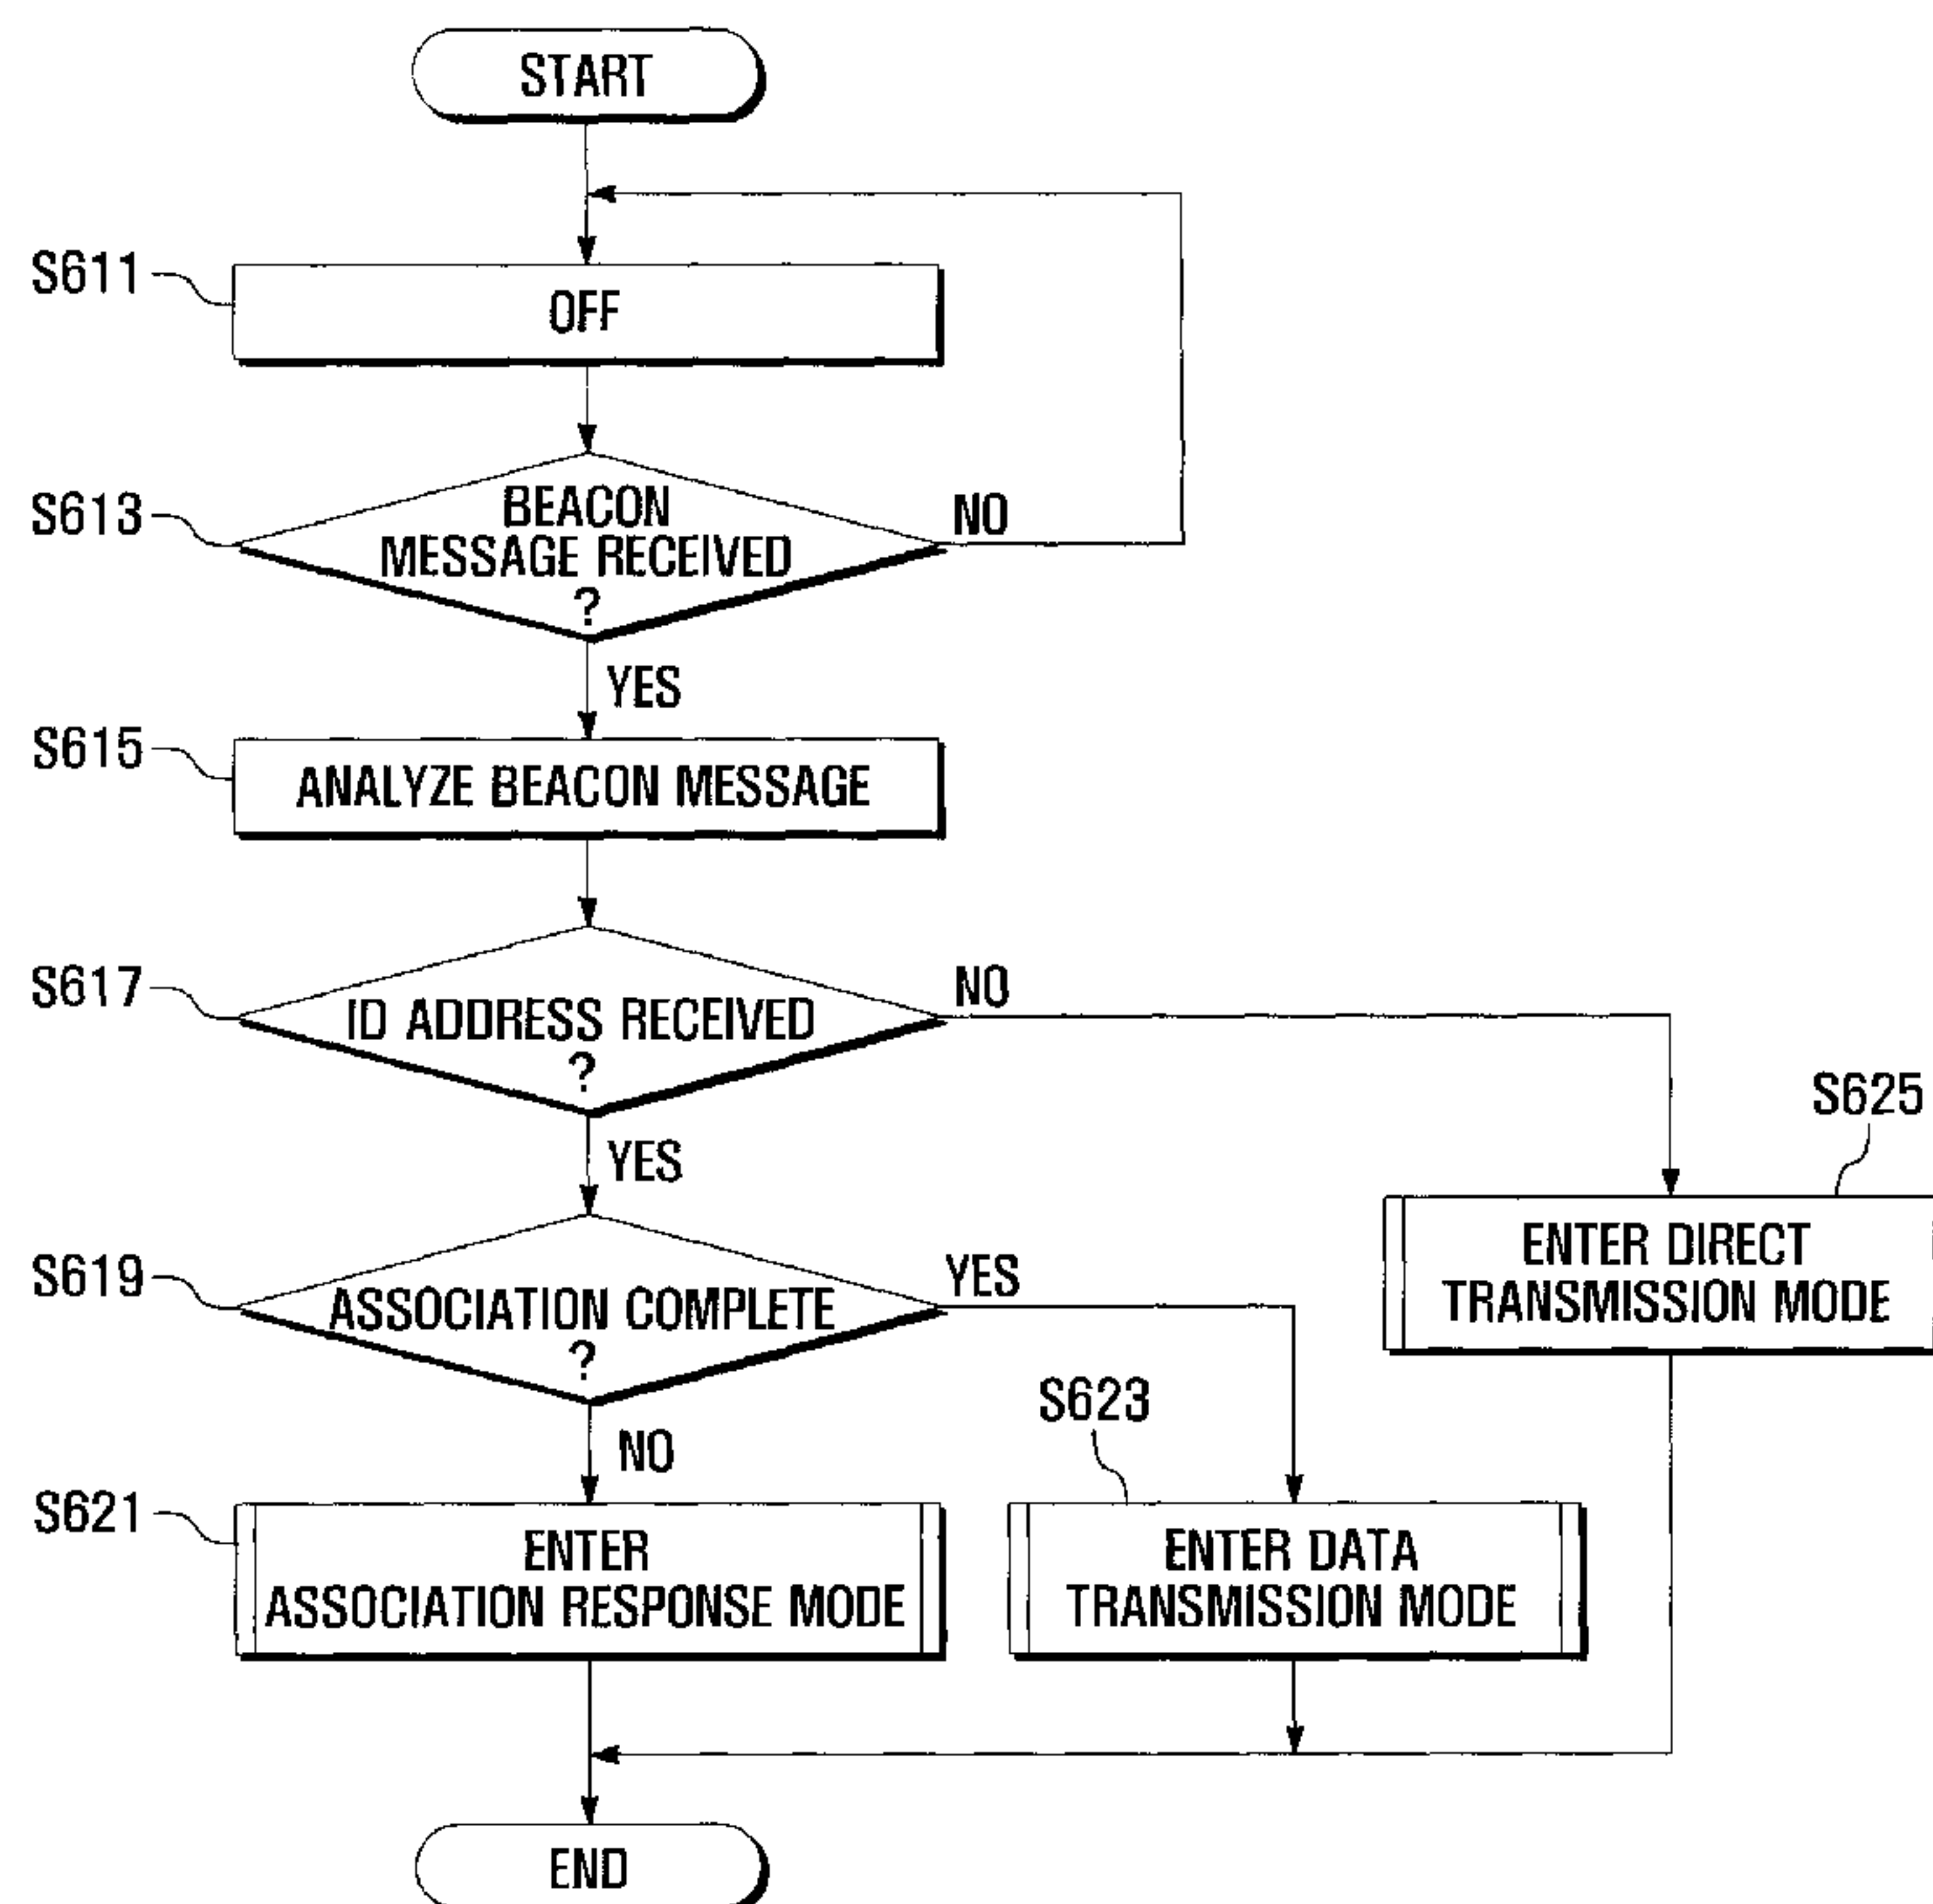 START
S611
OFF
S613
BEACON
MESSAGE RECEIVED
?
NO
YES
S615
ANALYZE BEACON MESSAGE
S617
ID ADDRESS RECEIVED
?
NO
YES
S625
ENTER DIRECT
TRANSMISSION MODE
S619
ASSOCIATION COMPLETE
?
YES
NO
S623
S621
ENTER
ASSOCIATION RESPONSE MODE
ENTER DATA
TRANSMISSION MODE
END